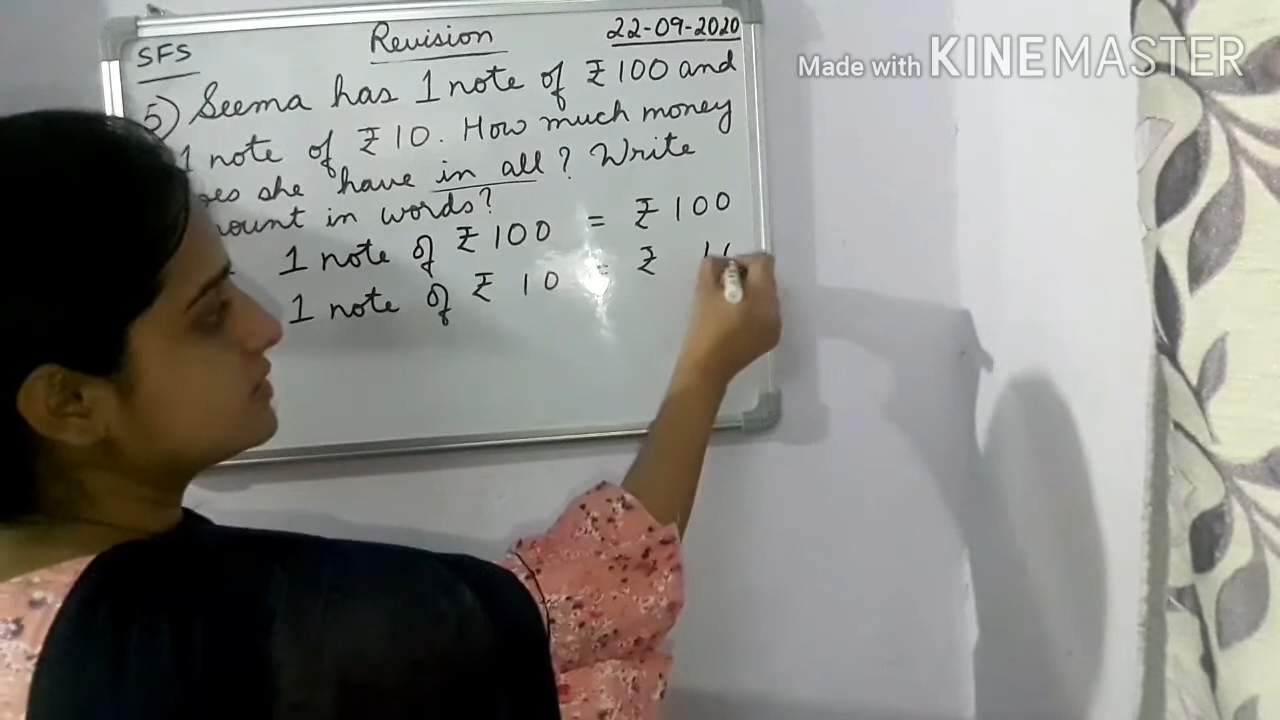 SFS Revision 22-09-2020
Made with KINEMASTER
5) Seema has 1 note of ₹100 and
1 note of ₹10. How much money
she have in all? Write
in words?
1 note of ₹100 = ₹100
1 note of ₹10 = ₹